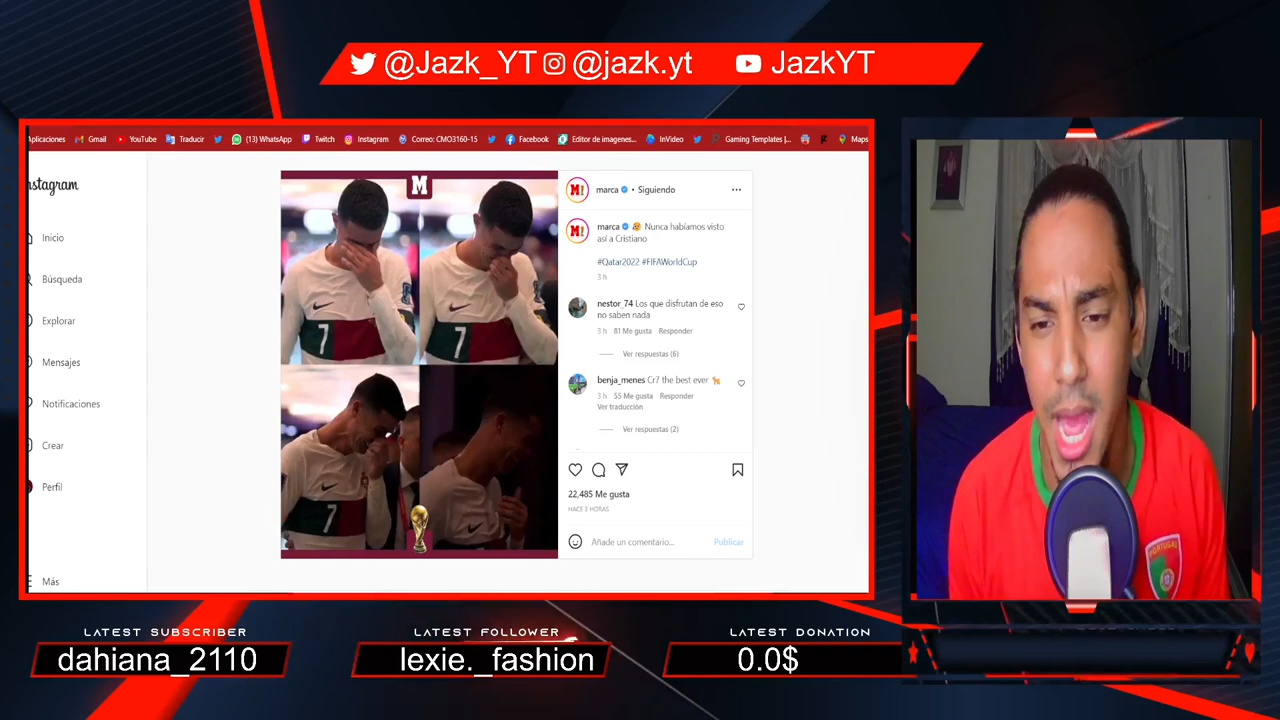 @Jazk_YT @jazk.yt JazkYT
Aplicaciones Gmail YouTube Traducir (13) WhatsApp Twitch Instagram Correo: CMO3160-15 Facebook Editor de imagenes... InVideo Gaming Templates |... Maps
nstagram
Inicio
Búsqueda
Explorar
Mensajes
Notificaciones
Crear
Perfil
Más
M
7
7
7
M!
marca • Siguiendo
M!
marca Nunca habíamos visto
así a Cristiano
#Qatar2022 #FIFAWorldCup
3 h
nestor_74 Los que disfrutan de eso
no saben nada
3 h 81 Me gusta Responder
Ver respuestas (6)
benja_menes Cr7 the best ever
3 h 55 Me gusta Responder
Ver traducción
Ver respuestas (2)
22,485 Me gusta
HACE 3 HORAS
Añade un comentario... Publicar
PORTUGAL
LATEST SUBSCRIBER
dahiana_2110
LATEST FOLLOWER
lexie._fashion
LATEST DONATION
0.0$